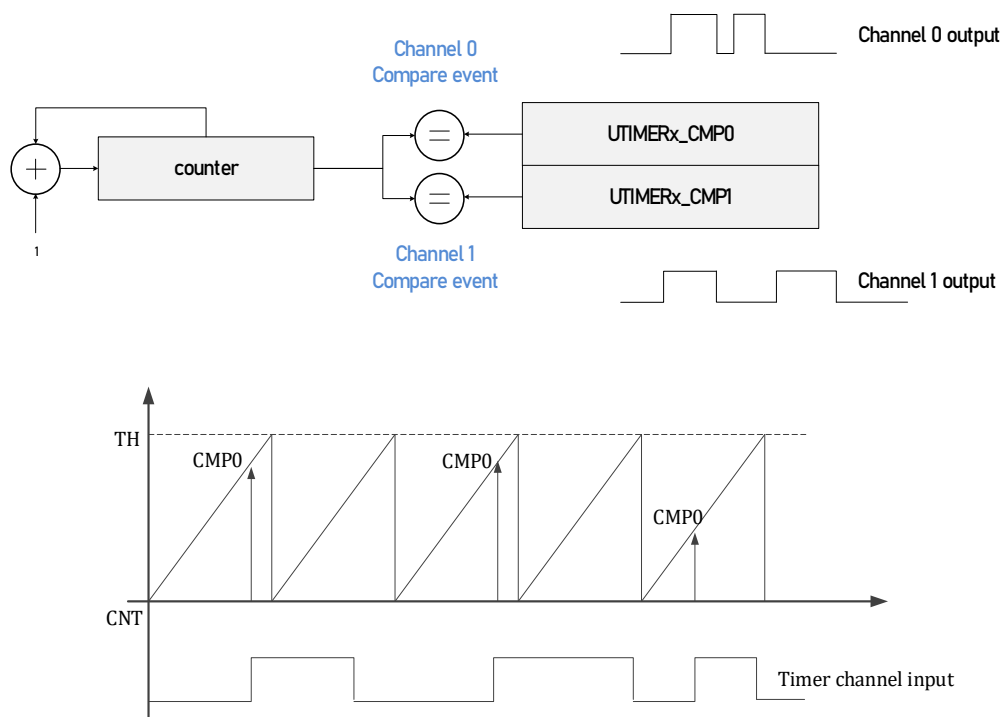 Channel 0
Compare event
Channel 0 output
+
counter
=
UTIMERx_CMP0
=
UTIMERx_CMP1
1
Channel 1
Compare event
Channel 1 output
TH
CMP0
CMP0
CMP0
CNT
Timer channel input